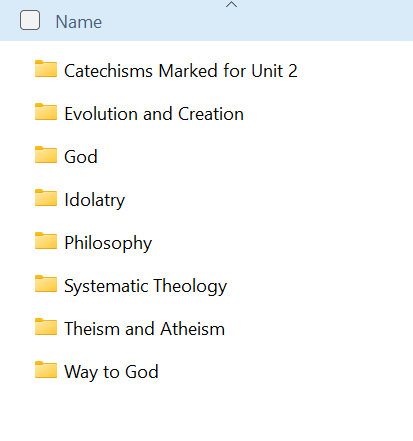 Name
Catechisms Marked for Unit 2
Evolution and Creation
God
Idolatry
Philosophy
Systematic Theology
Theism and Atheism
Way to God